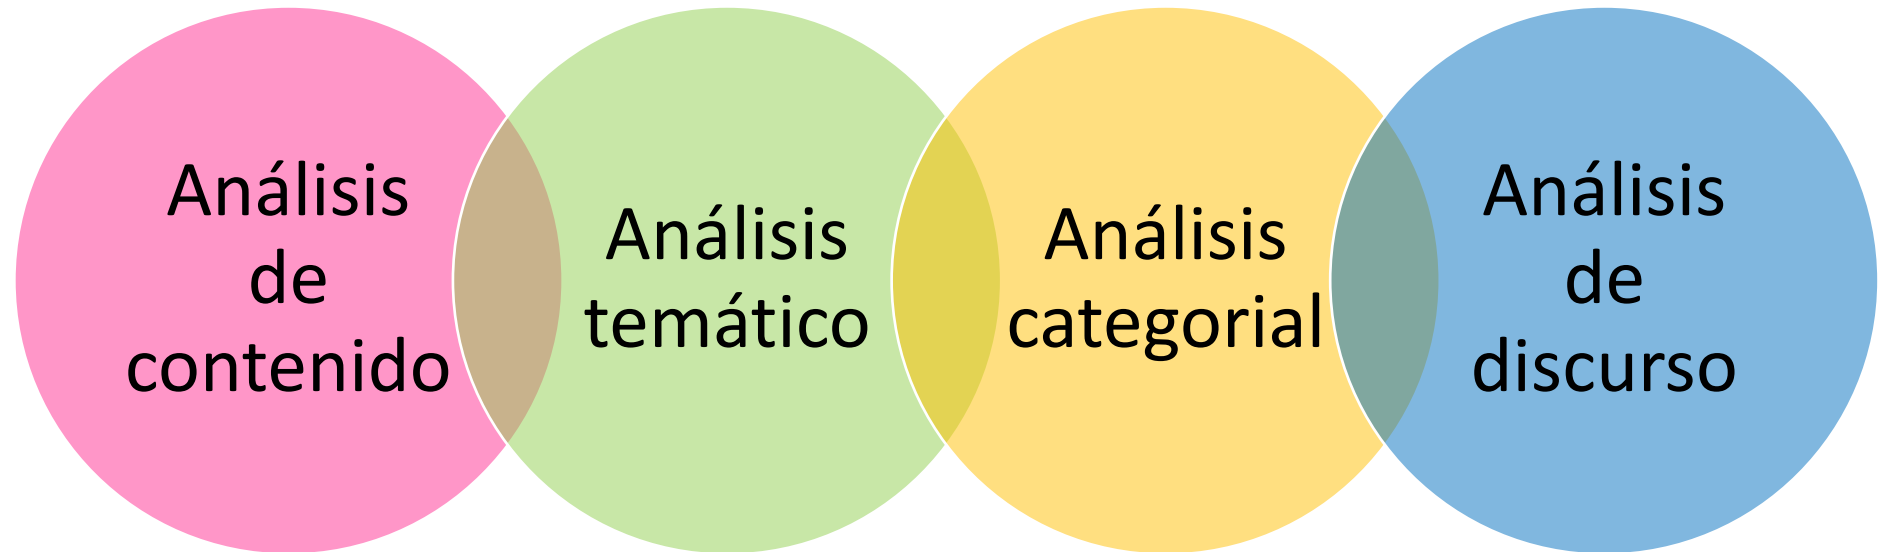 Análisis
de
contenido
Análisis
temático
Análisis
categorial
Análisis
de
discurso